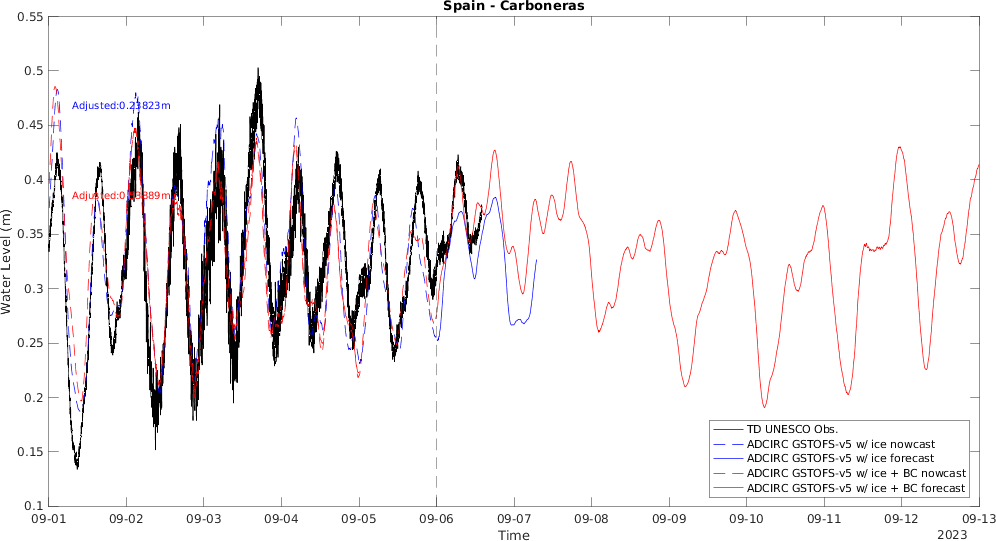 Spain - Carboneras
0.55
0.5
0.45
0.4
0.35
0.3
0.25
0.2
0.15
0.1
Water Level (m)
Adjusted:0.23823m
TD UNESCO Obs.
ADCIRC GSTOFS-v5 w/ ice nowcast
ADCIRC GSTOFS-v5 w/ ice forecast
ADCIRC GSTOFS-v5 w/ ice + BC nowcast
ADCIRC GSTOFS-v5 w/ ice + BC forecast
09-01 09-02 09-03 09-04 09-05 09-06 09-07 09-08 09-09 09-10 09-11 09-12 09-13
Time
2023